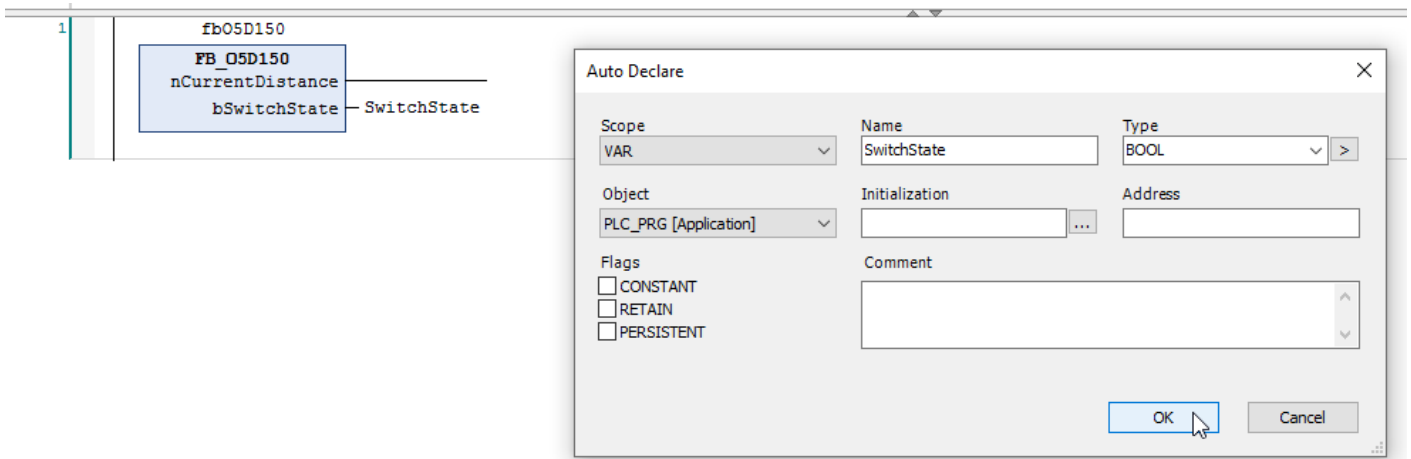 1
fbO5D150
FB_O5D150
nCurrentDistance
bSwitchState
SwitchState
Auto Declare
Scope
Name
Type
VAR
SwitchState
BOOL
>
Object
Initialization
Address
PLC_PRG [Application]
...
Flags
Comment
CONSTANT
RETAIN
PERSISTENT
OK
Cancel